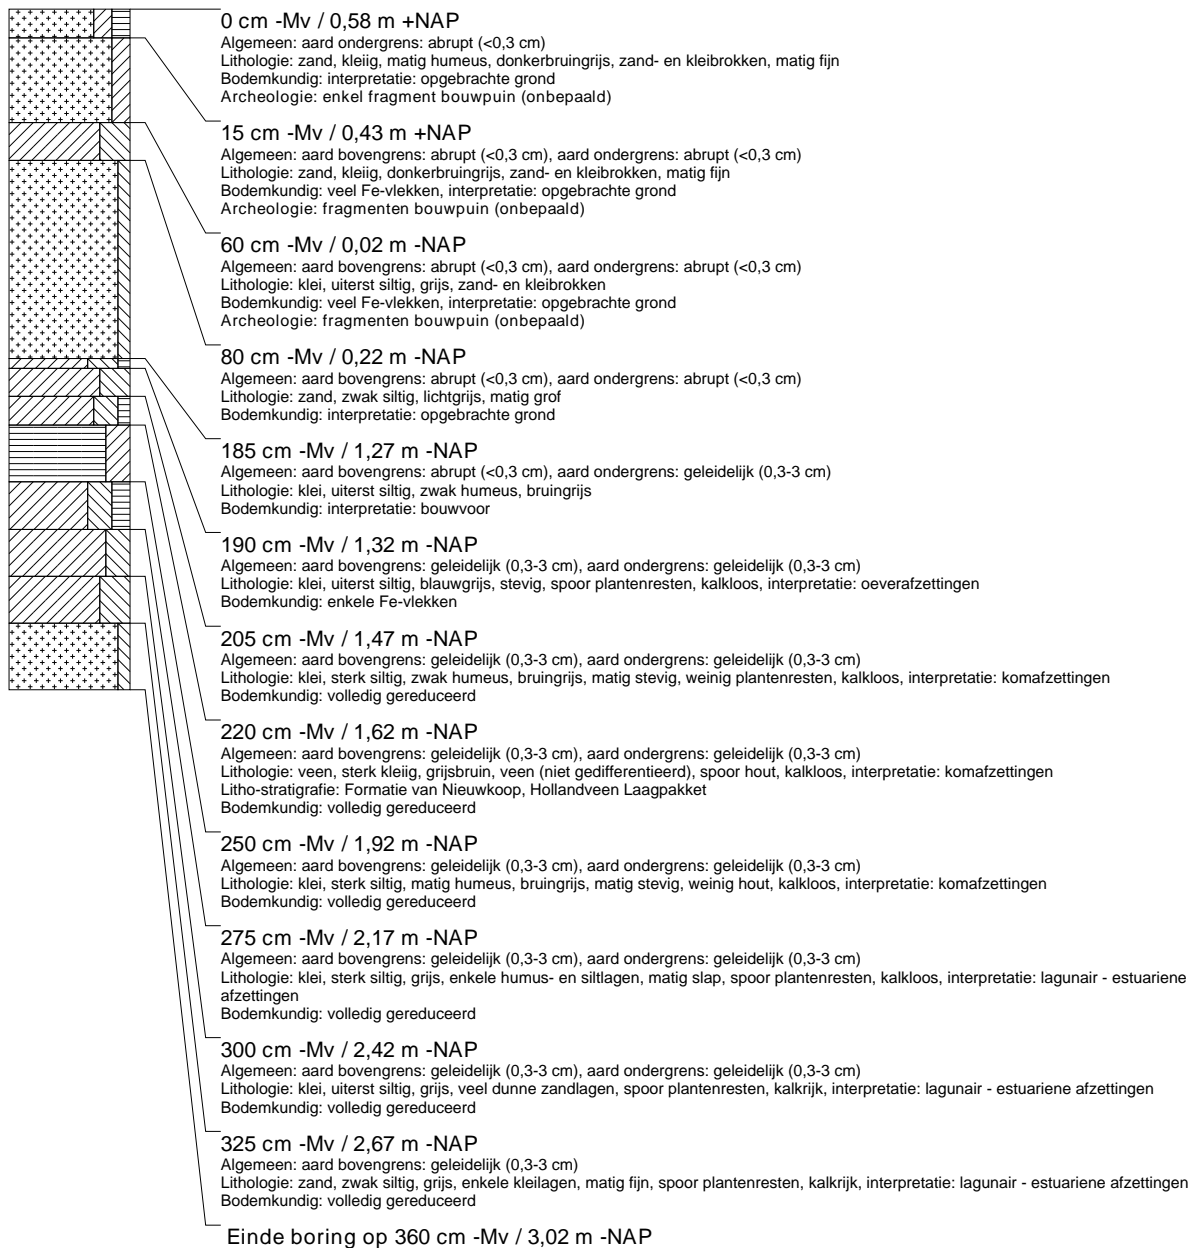 0 cm -Mv / 0,58 m +NAP
Algemeen: aard ondergrens: abrupt (<0,3 cm)
Lithologie: zand, kleiig, matig humeus, donkerbruingrijs, zand- en kleibrokken, matig fijn
Bodemkundig: interpretatie: opgebrachte grond
Archeologie: enkel fragment bouwpuin (onbepaald)
15 cm -Mv / 0,43 m +NAP
Algemeen: aard bovengrens: abrupt (<0,3 cm), aard ondergrens: abrupt (<0,3 cm)
Lithologie: zand, kleiig, donkerbruingrijs, zand- en kleibrokken, matig fijn
Bodemkundig: veel Fe-vlekken, interpretatie: opgebrachte grond
Archeologie: fragmenten bouwpuin (onbepaald)
60 cm -Mv / 0,02 m -NAP
Algemeen: aard bovengrens: abrupt (<0,3 cm), aard ondergrens: abrupt (<0,3 cm)
Lithologie: klei, uiterst siltig, grijs, zand- en kleibrokken
Bodemkundig: veel Fe-vlekken, interpretatie: opgebrachte grond
Archeologie: fragmenten bouwpuin (onbepaald)
80 cm -Mv / 0,22 m -NAP
Algemeen: aard bovengrens: abrupt (<0,3 cm), aard ondergrens: abrupt (<0,3 cm)
Lithologie: zand, zwak siltig, lichtgrijs, matig grof
Bodemkundig: interpretatie: opgebrachte grond
185 cm -Mv / 1,27 m -NAP
Algemeen: aard bovengrens: abrupt (<0,3 cm), aard ondergrens: geleidelijk (0,3-3 cm)
Lithologie: klei, uiterst siltig, zwak humeus, bruingrijs
Bodemkundig: interpretatie: bouwvoor
190 cm -Mv / 1,32 m -NAP
Algemeen: aard bovengrens: geleidelijk (0,3-3 cm), aard ondergrens: geleidelijk (0,3-3 cm)
Lithologie: klei, uiterst siltig, blauwgrijs, stevig, spoor plantenresten, kalkloos, interpretatie: oeverafzettingen
Bodemkundig: enkele Fe-vlekken
205 cm -Mv / 1,47 m -NAP
Algemeen: aard bovengrens: geleidelijk (0,3-3 cm), aard ondergrens: geleidelijk (0,3-3 cm)
Lithologie: klei, sterk siltig, zwak humeus, bruingrijs, matig stevig, weinig plantenresten, kalkloos, interpretatie: komafzettingen
Bodemkundig: volledig gereduceerd
220 cm -Mv / 1,62 m -NAP
Algemeen: aard bovengrens: geleidelijk (0,3-3 cm), aard ondergrens: geleidelijk (0,3-3 cm)
Lithologie: veen, sterk kleiig, grijsbruin, veen (niet gedifferentieerd), spoor hout, kalkloos, interpretatie: komafzettingen
Litho-stratigrafie: Formatie van Nieuwkoop, Hollandveen Laagpakket
Bodemkundig: volledig gereduceerd
250 cm -Mv / 1,92 m -NAP
Algemeen: aard bovengrens: geleidelijk (0,3-3 cm), aard ondergrens: geleidelijk (0,3-3 cm)
Lithologie: klei, sterk siltig, matig humeus, bruingrijs, matig stevig, weinig hout, kalkloos, interpretatie: komafzettingen
Bodemkundig: volledig gereduceerd
275 cm -Mv / 2,17 m -NAP
Algemeen: aard bovengrens: geleidelijk (0,3-3 cm), aard ondergrens: geleidelijk (0,3-3 cm)
Lithologie: klei, sterk siltig, grijs, enkele humus- en siltlagen, matig slap, spoor plantenresten, kalkloos, interpretatie: lagunair - estuariene
afzettingen
Bodemkundig: volledig gereduceerd
300 cm -Mv / 2,42 m -NAP
Algemeen: aard bovengrens: geleidelijk (0,3-3 cm), aard ondergrens: geleidelijk (0,3-3 cm)
Lithologie: klei, uiterst siltig, grijs, veel dunne zandlagen, spoor plantenresten, kalkrijk, interpretatie: lagunair - estuariene afzettingen
Bodemkundig: volledig gereduceerd
325 cm -Mv / 2,67 m -NAP
Algemeen: aard bovengrens: geleidelijk (0,3-3 cm)
Lithologie: zand, zwak siltig, grijs, enkele kleilagen, matig fijn, spoor plantenresten, kalkrijk, interpretatie: lagunair - estuariene afzettingen
Bodemkundig: volledig gereduceerd
Einde boring op 360 cm -Mv / 3,02 m -NAP